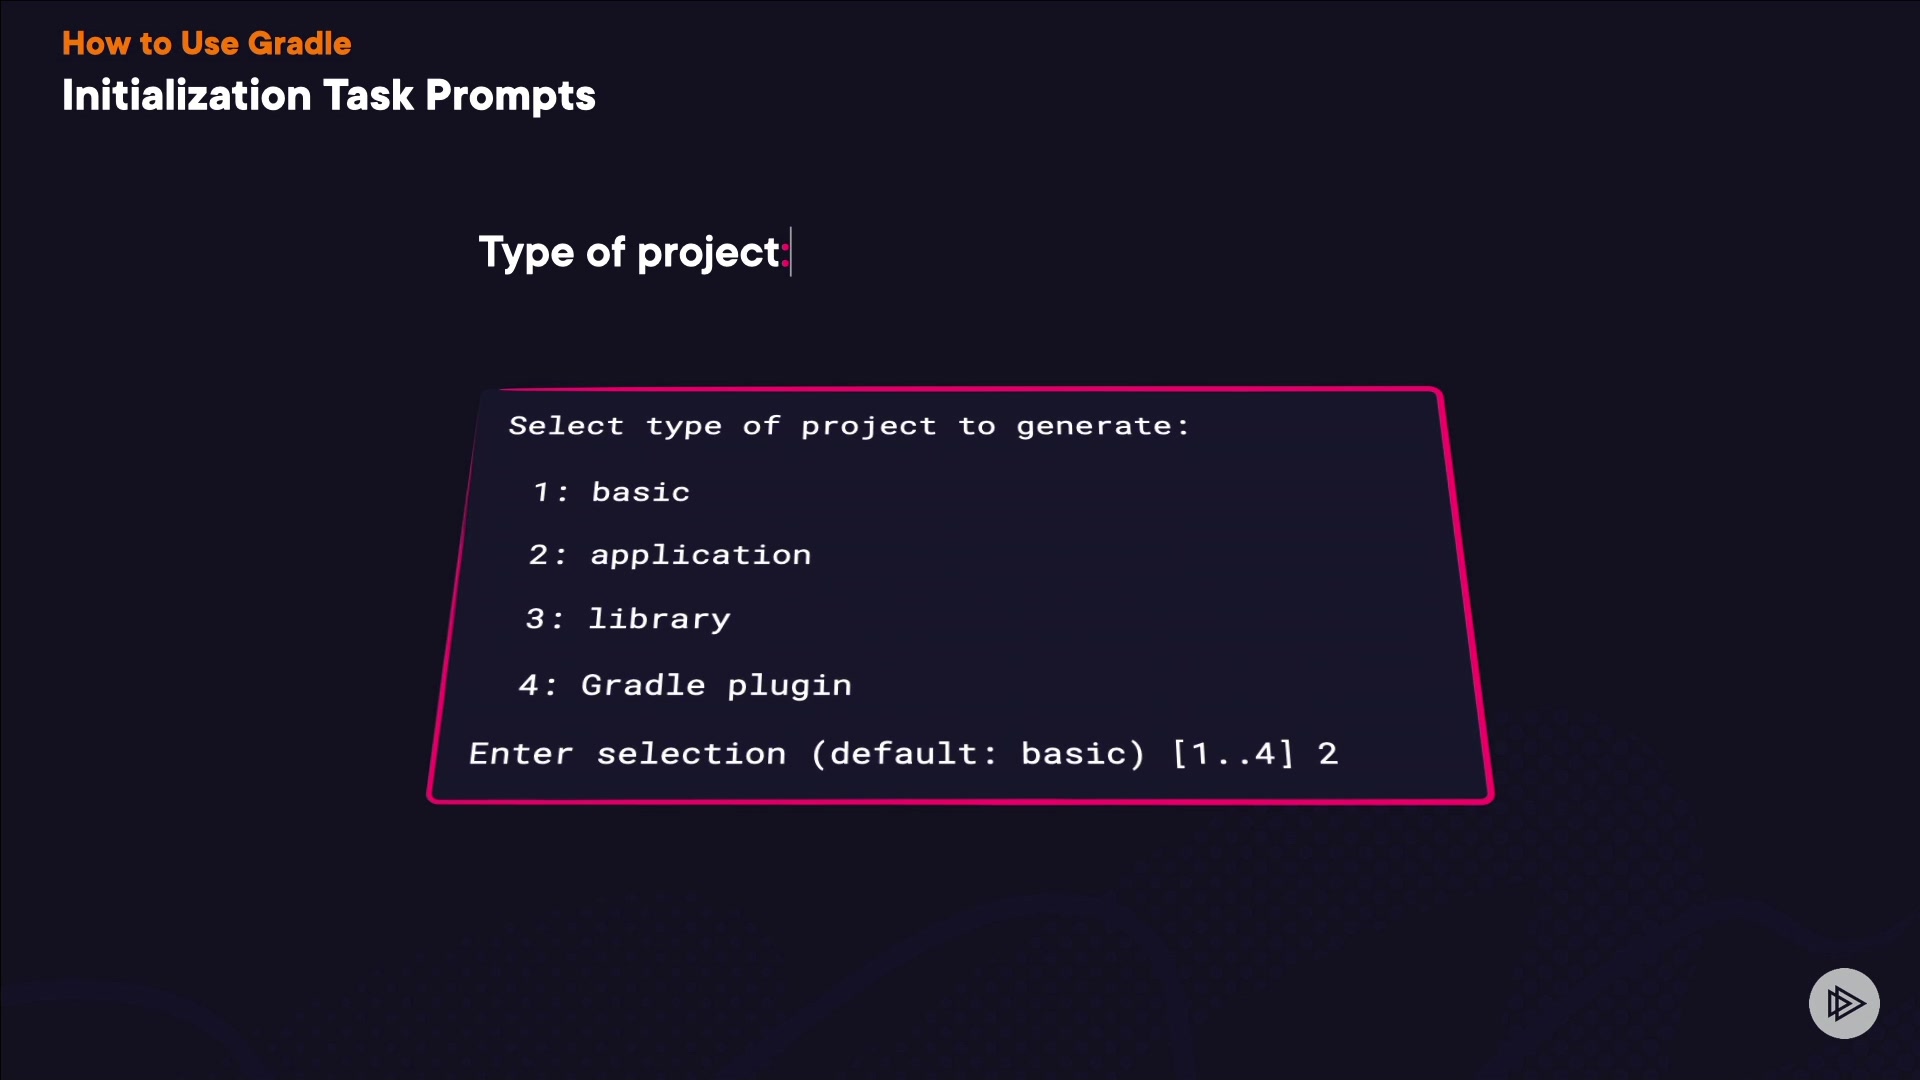 How to Use Gradle
Initialization Task Prompts
Type of project:
Select type of project to generate:
1: basic
2: application
3: library
4: Gradle plugin
Enter selection (default: basic) [1..4] 2